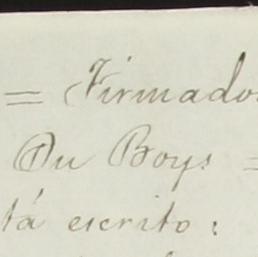 = Firmado
Du Boys =
tá escrito: